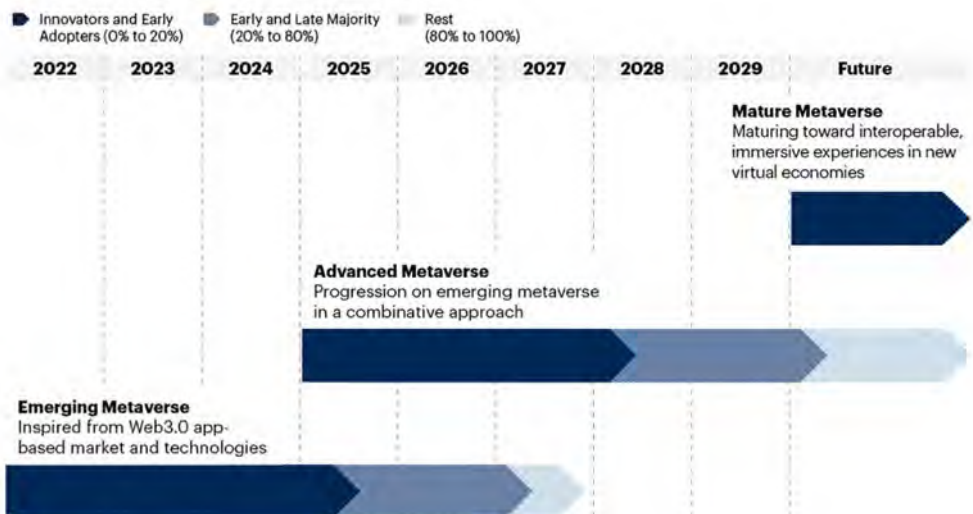 Innovators and Early
Adopters (0% to 20%)
Early and Late Majority
(20% to 80%)
Rest
(80% to 100%)
2022 2023 2024 2025 2026 2027 2028 2029 Future
Mature Metaverse
Maturing toward interoperable,
immersive experiences in new
virtual economies
Advanced Metaverse
Progression on emerging metaverse
in a combinative approach
Emerging Metaverse
Inspired from Web3.0 app-
based market and technologies